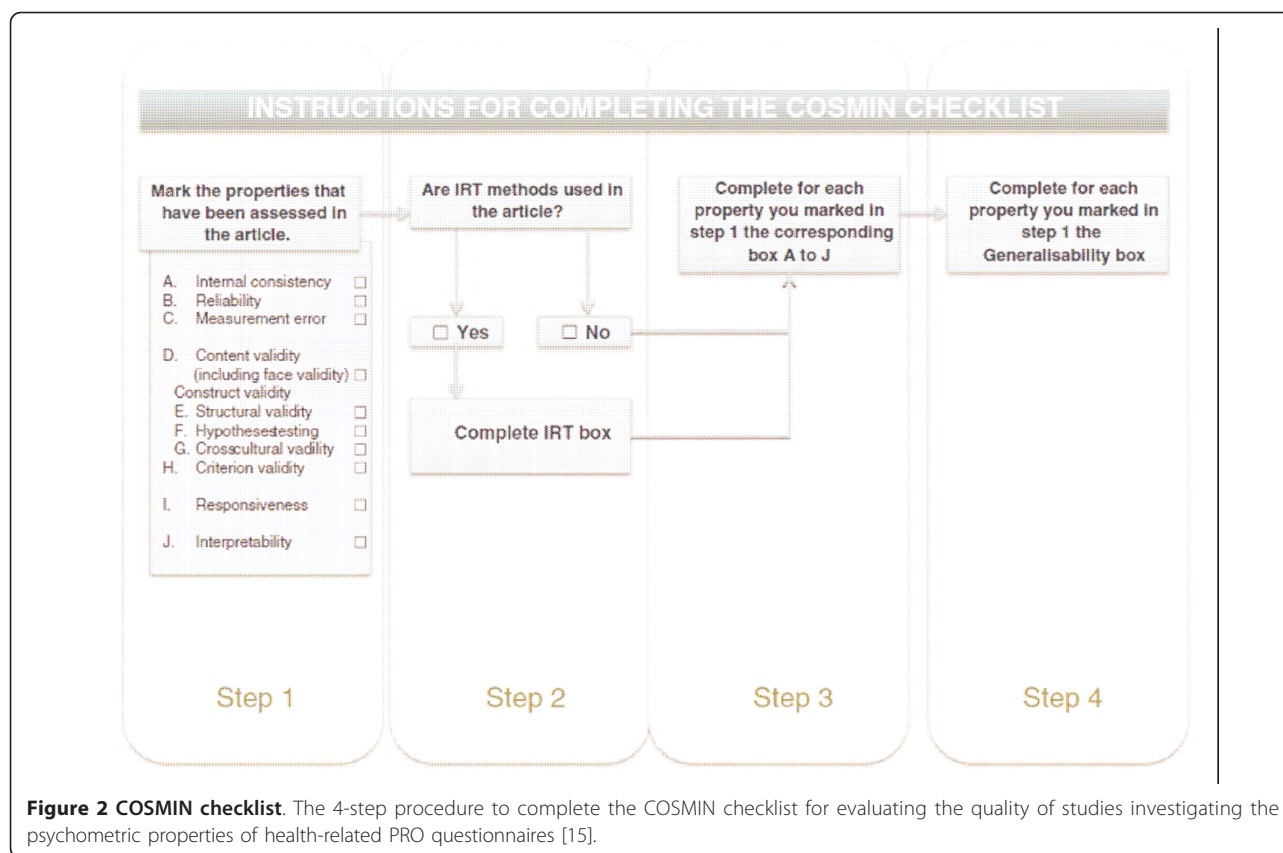 INSTRUCTIONS FOR COMPLETING THE COSMIN CHECKLIST
Mark the properties that
have been assessed in
the article.
A. Internal consistency □
B. Reliability □
C. Measurement error □
D. Content validity
(including face validity) □
Construct validity
E. Structural validity □
F. Hypothesestesting □
G. Crosscultural vadility □
H. Criterion validity □
I. Responsiveness □
J. Interpretability □
Step 1
Are IRT methods used in
the article?
□ Yes
□ No
Complete IRT box
Step 2
Complete for each
property you marked in
step 1 the corresponding
box A to J
Step 3
Complete for each
property you marked in
step 1 the
Generalisability box
Step 4
Figure 2 COSMIN checklist. The 4-step procedure to complete the COSMIN checklist for evaluating the quality of studies investigating the
psychometric properties of health-related PRO questionnaires [15].